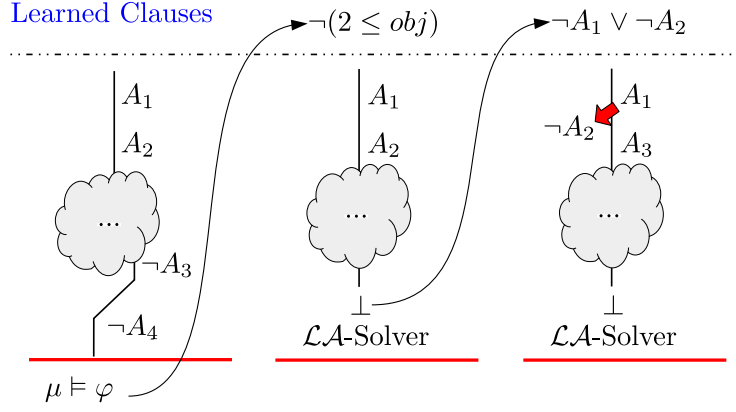 Learned Clauses
¬(2 ≤ obj)
¬A₁ ∨ ¬A₂
A₁
A₂
...
¬A₃
¬A₄
μ ⊨ φ
A₁
A₂
...
⊥
ℒ𝒜-Solver
A₁
¬A₂
A₃
...
⊥
ℒ𝒜-Solver